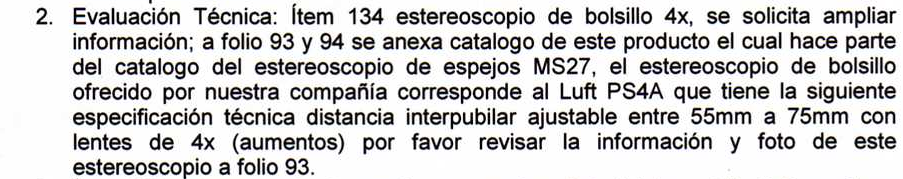 2. Evaluación Técnica: Ítem 134 estereoscopio de bolsillo 4x, se solicita ampliar
información; a folio 93 y 94 se anexa catalogo de este producto el cual hace parte
del catalogo del estereoscopio de espejos MS27, el estereoscopio de bolsillo
ofrecido por nuestra compañía corresponde al Luft PS4A que tiene la siguiente
especificación técnica distancia interpubilar ajustable entre 55mm a 75mm con
lentes de 4x (aumentos) por favor revisar la información y foto de este
estereoscopio a folio 93.